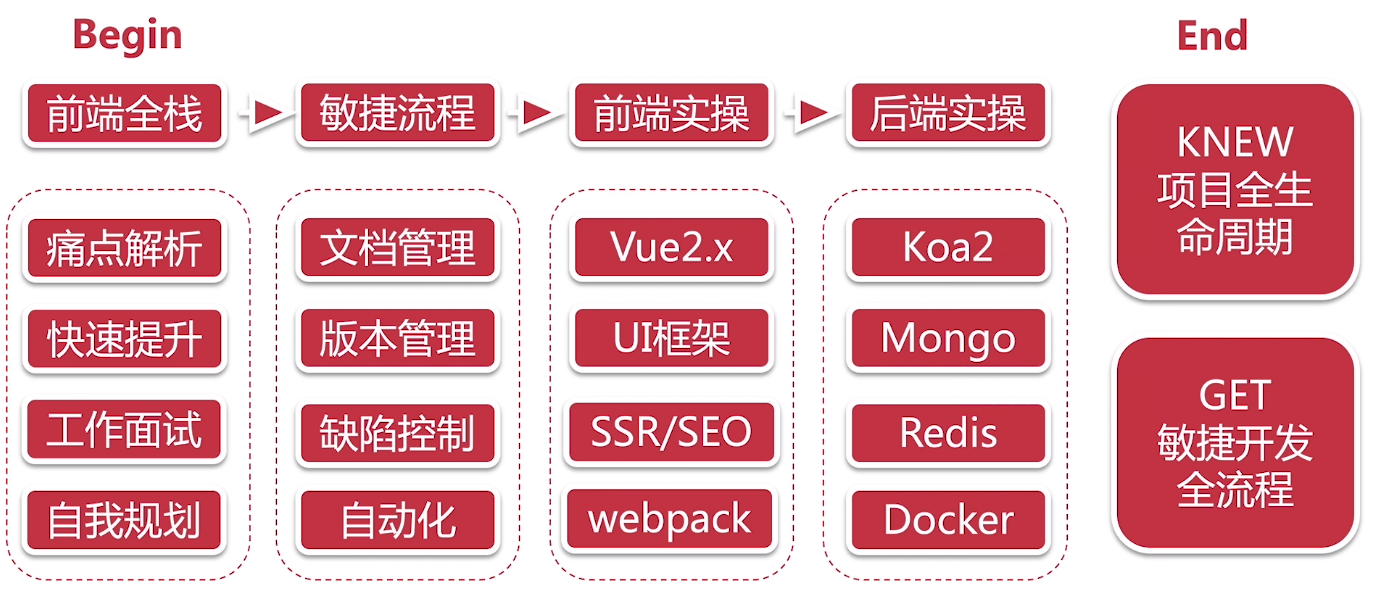 Begin
End
前端全栈
敏捷流程
前端实操
后端实操
痛点解析
快速提升
工作面试
自我规划
文档管理
版本管理
缺陷控制
自动化
Vue2.x
UI框架
SSR/SEO
webpack
Koa2
Mongo
Redis
Docker
KNEW
项目全生
命周期
GET
敏捷开发
全流程